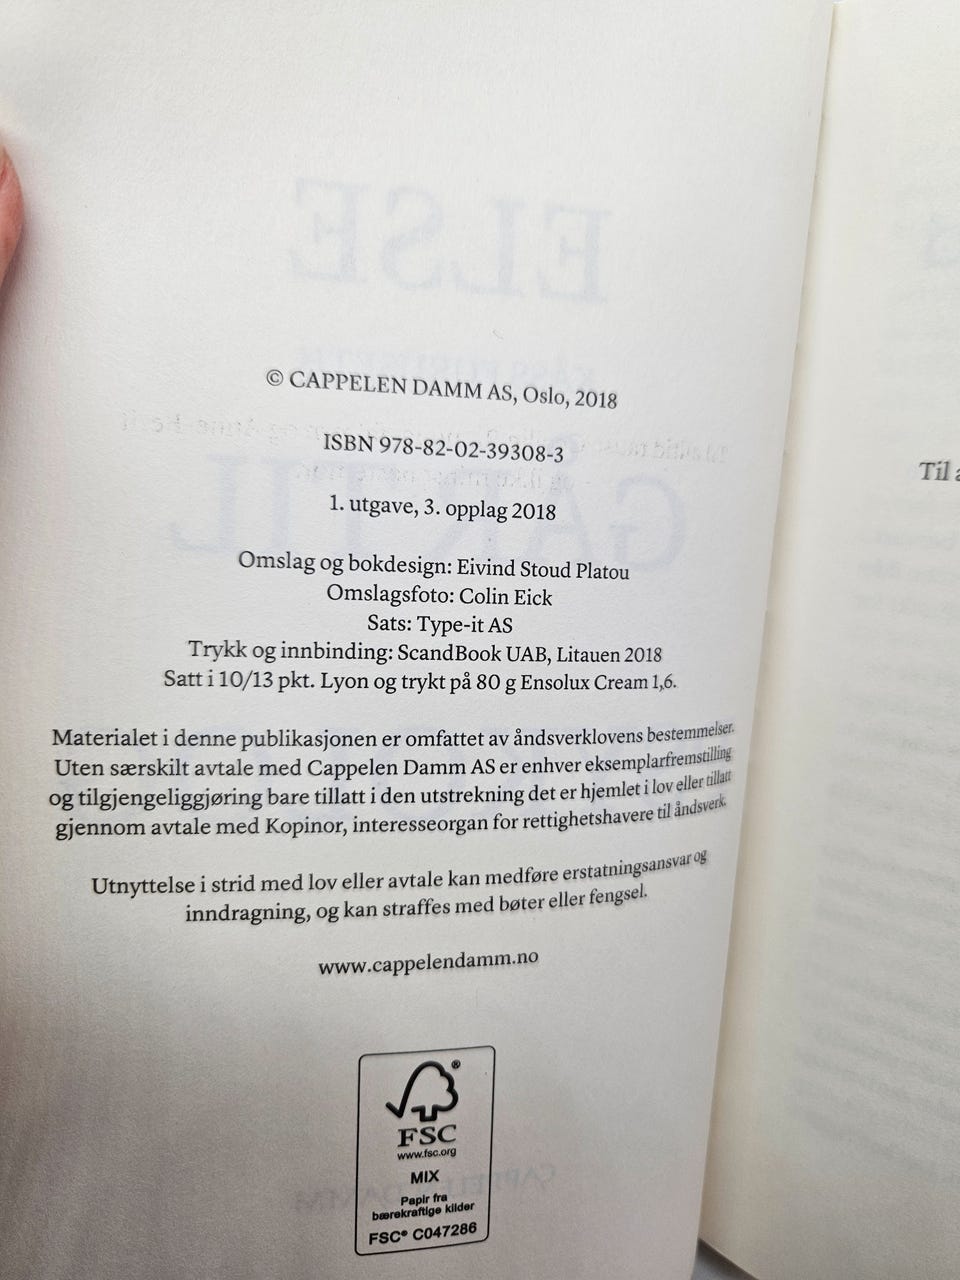 © CAPPELEN DAMM AS, Oslo, 2018
ISBN 978-82-02-39308-3
1. utgave, 3. opplag 2018
Omslag og bokdesign: Eivind Stoud Platou
Omslagsfoto: Colin Eick
Sats: Type-it AS
Trykk og innbinding: ScandBook UAB, Litauen 2018
Satt i 10/13 pkt. Lyon og trykt på 80 g Ensolux Cream 1,6.
Materialet i denne publikasjonen er omfattet av åndsverklovens bestemmelser.
Uten særskilt avtale med Cappelen Damm AS er enhver eksemplarfremstilling
og tilgjengeliggjøring bare tillatt i den utstrekning det er hjemlet i lov eller tillatt
gjennom avtale med Kopinor, interesseorgan for rettighetshavere til åndsverk.
Utnyttelse i strid med lov eller avtale kan medføre erstatningsansvar og
inndragning, og kan straffes med bøter eller fengsel.
www.cappelendamm.no
FSC®
www.fsc.org
MIX
Papir fra
bærekraftige kilder
FSC® C047286
Til
ELSE
GÅR TIL
CAPPELEN DAMM